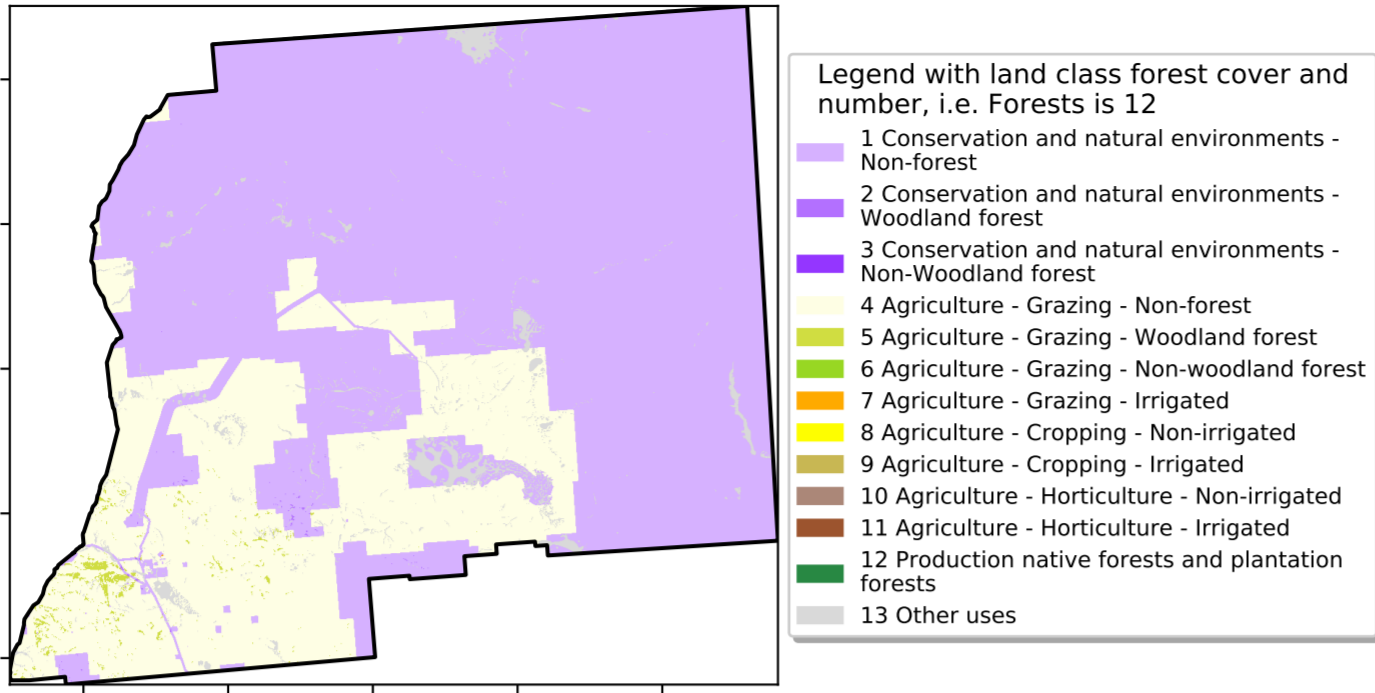 Legend with land class forest cover and
number, i.e. Forests is 12
1 Conservation and natural environments -
Non-forest
2 Conservation and natural environments -
Woodland forest
3 Conservation and natural environments -
Non-Woodland forest
4 Agriculture - Grazing - Non-forest
5 Agriculture - Grazing - Woodland forest
6 Agriculture - Grazing - Non-woodland forest
7 Agriculture - Grazing - Irrigated
8 Agriculture - Cropping - Non-irrigated
9 Agriculture - Cropping - Irrigated
10 Agriculture - Horticulture - Non-irrigated
11 Agriculture - Horticulture - Irrigated
12 Production native forests and plantation
forests
13 Other uses